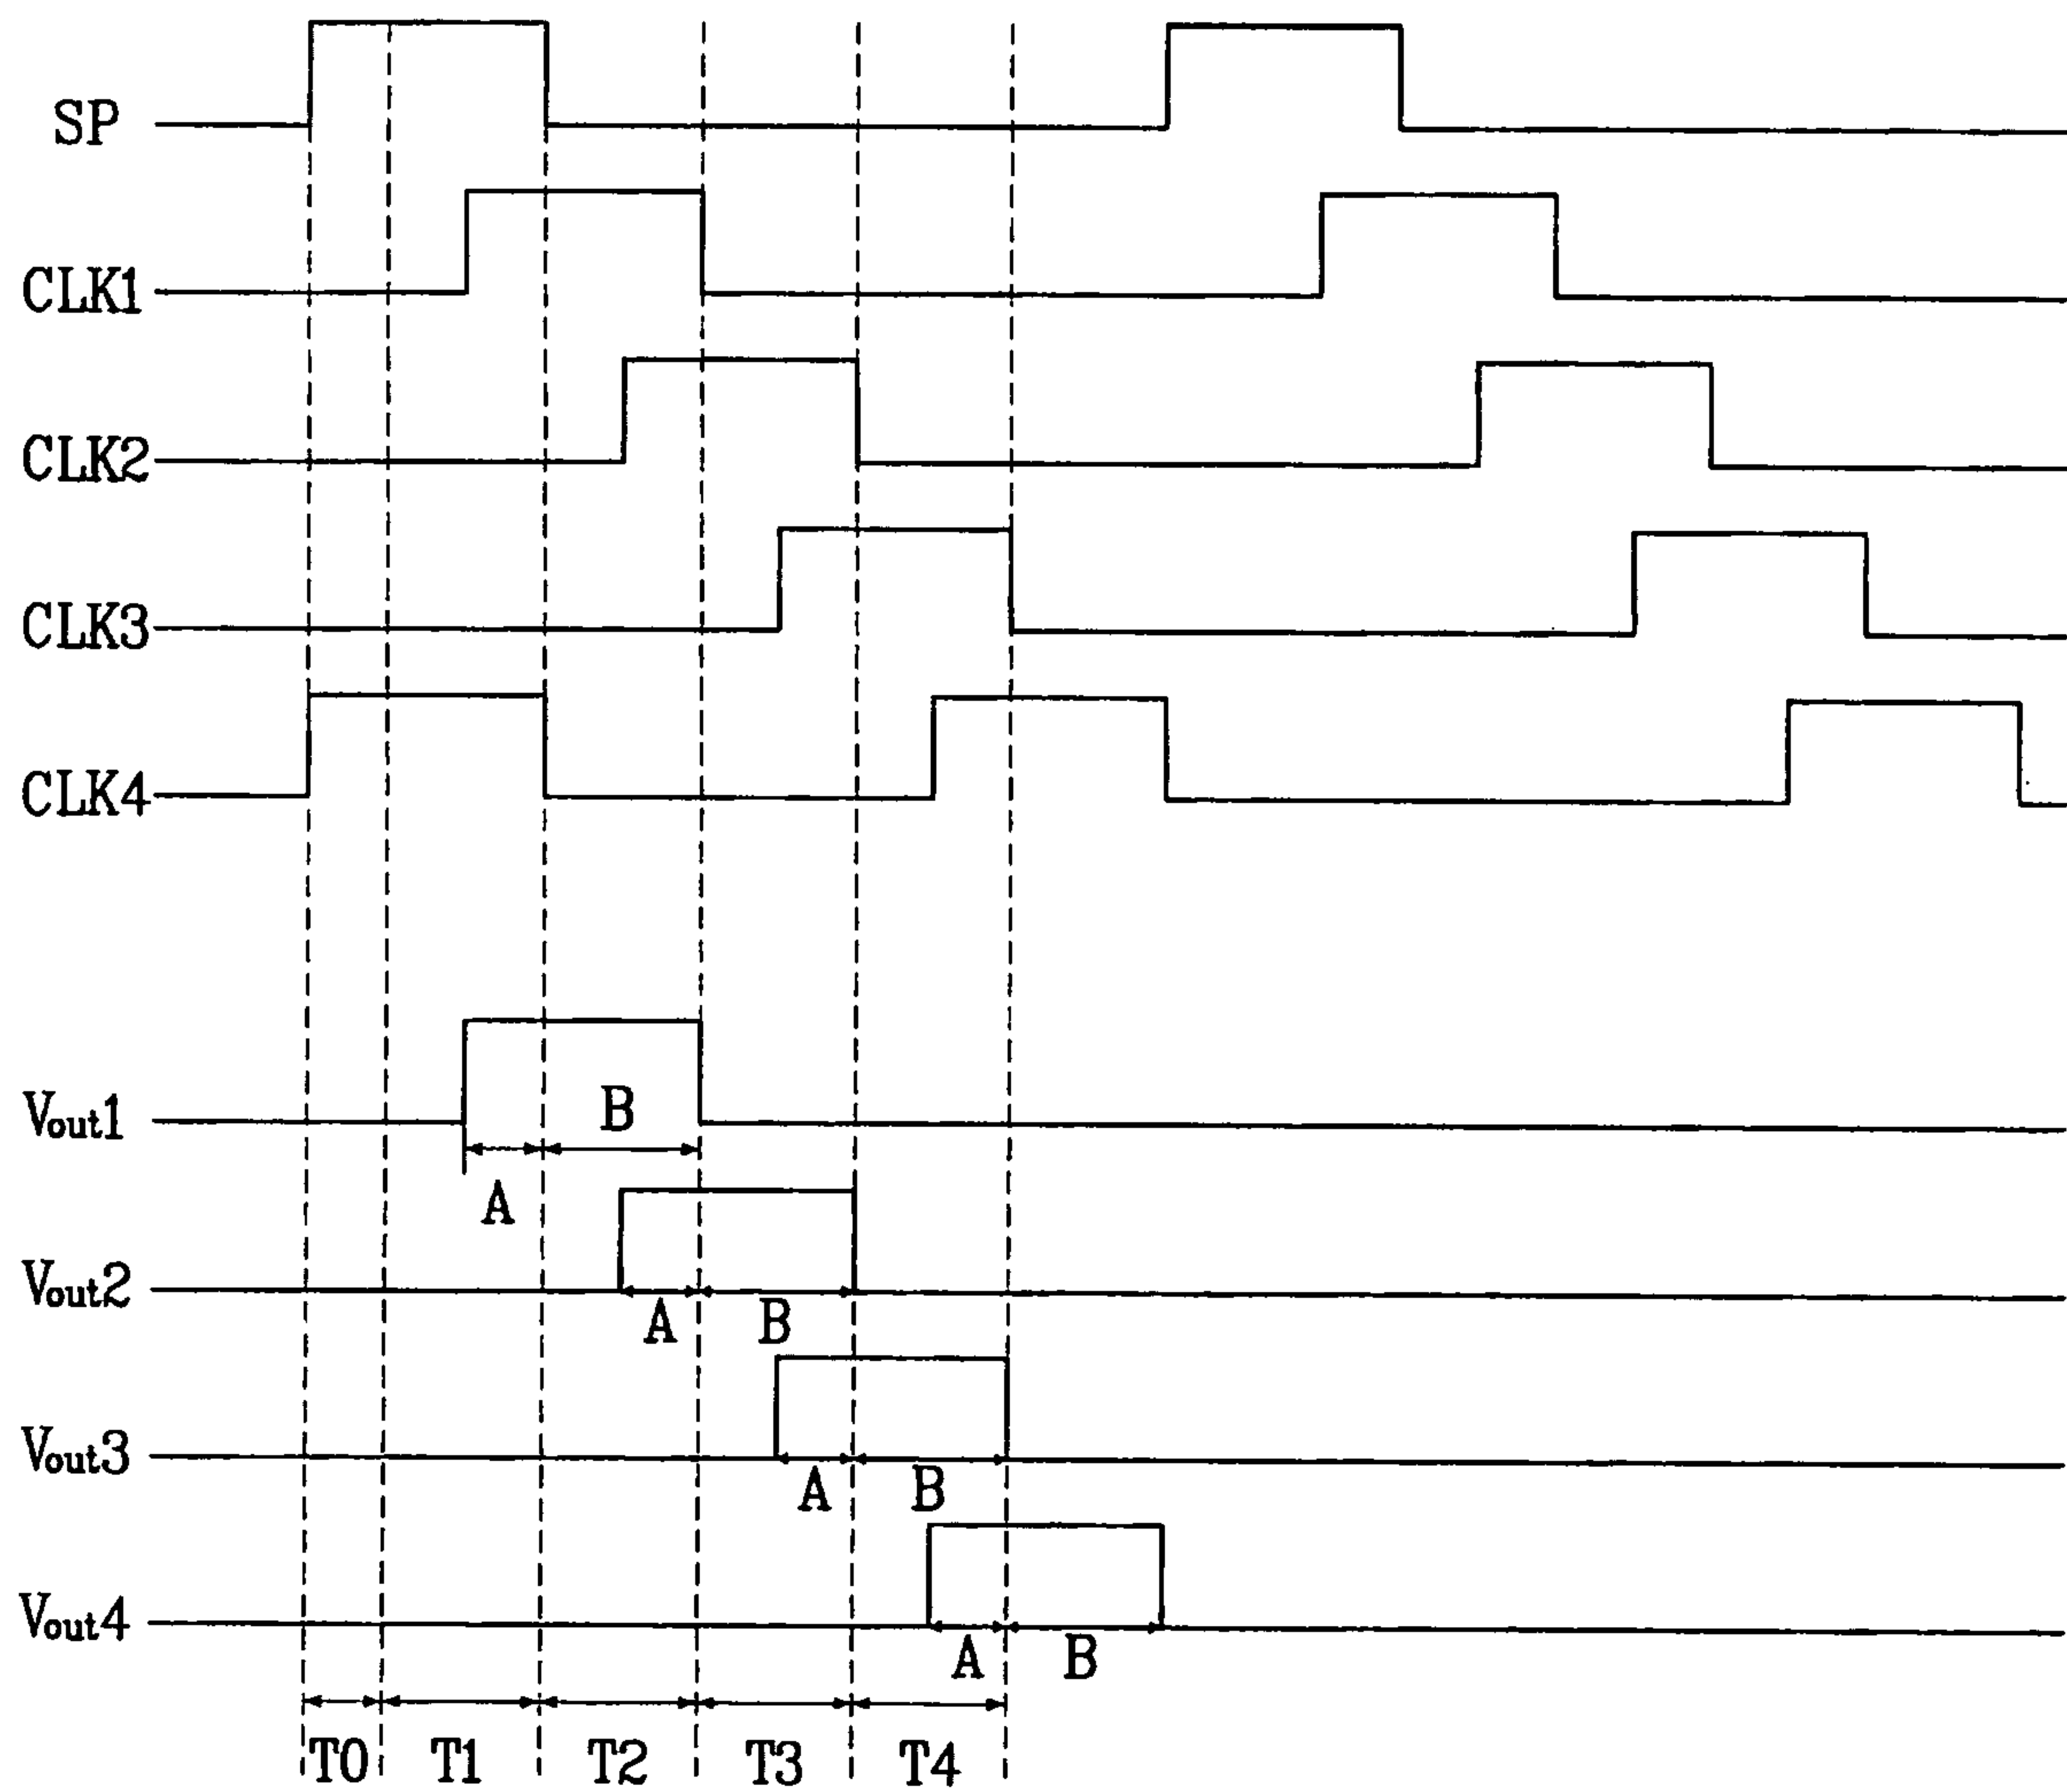 SP
CLK1
CLK2
CLK3
CLK4
Vout1
B
A
Vout2
A B
Vout3
A B
Vout4
A B
T0 T1 T2 T3 T4